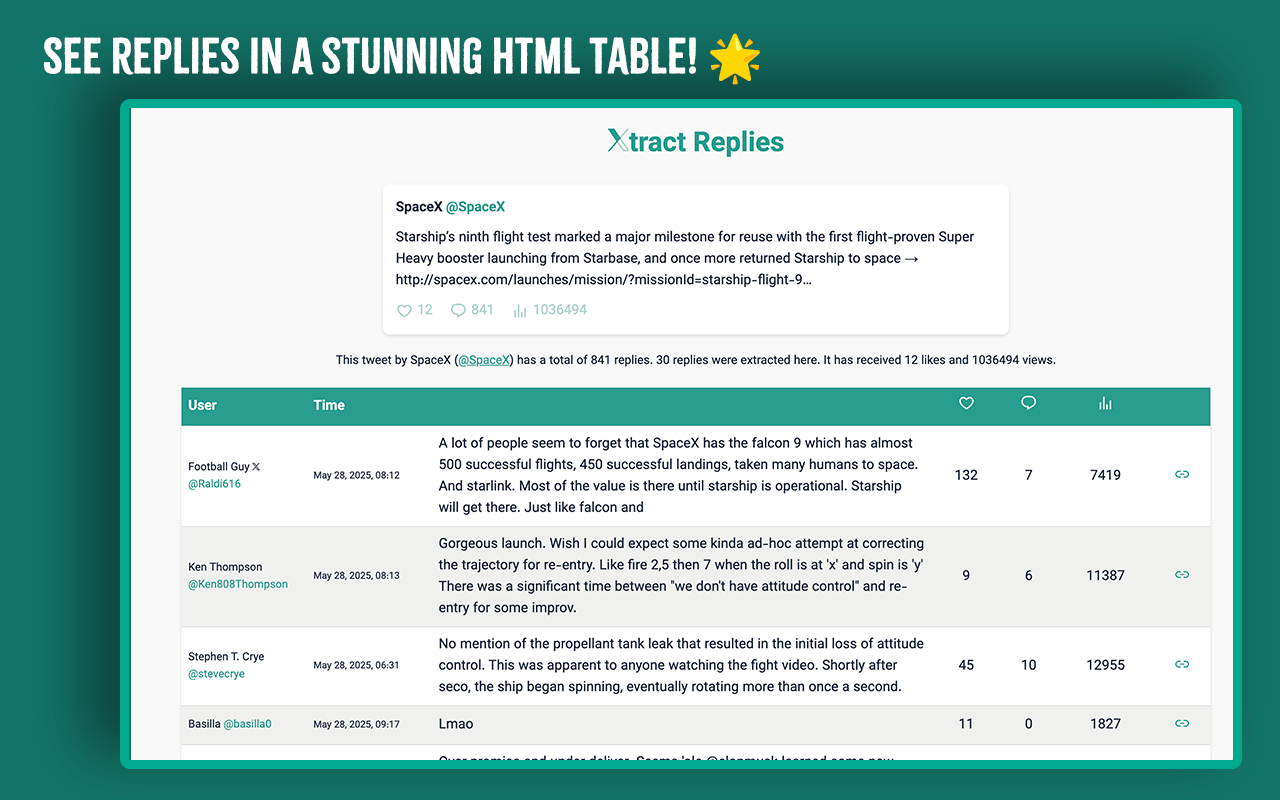 SEE REPLIES IN A STUNNING HTML TABLE!
Xtract Replies
SpaceX @SpaceX
Starship's ninth flight test marked a major milestone for reuse with the first flight-proven Super
Heavy booster launching from Starbase, and once more returned Starship to space →
http://spacex.com/launches/mission/?missionId=starship-flight-9…
12 841 1036494
This tweet by SpaceX (@SpaceX) has a total of 841 replies. 30 replies were extracted here. It has received 12 likes and 1036494 views.
User Time
Football Guy 𝕏
@Raldi616
May 28, 2025, 08:12
A lot of people seem to forget that SpaceX has the falcon 9 which has almost
500 successful flights, 450 successful landings, taken many humans to space.
And starlink. Most of the value is there until starship is operational. Starship
will get there. Just like falcon and
132 7 7419
Ken Thompson
@Ken808Thompson
May 28, 2025, 08:13
Gorgeous launch. Wish I could expect some kinda ad-hoc attempt at correcting
the trajectory for re-entry. Like fire 2,5 then 7 when the roll is at 'x' and spin is 'y'
There was a significant time between "we don't have attitude control" and re-
entry for some improv.
9 6 11387
Stephen T. Crye
@stevecrye
May 28, 2025, 06:31
No mention of the propellant tank leak that resulted in the initial loss of attitude
control. This was apparent to anyone watching the fight video. Shortly after
seco, the ship began spinning, eventually rotating more than once a second.
45 10 12955
Basilla @basilla0 May 28, 2025, 09:17 Lmao 11 0 1827